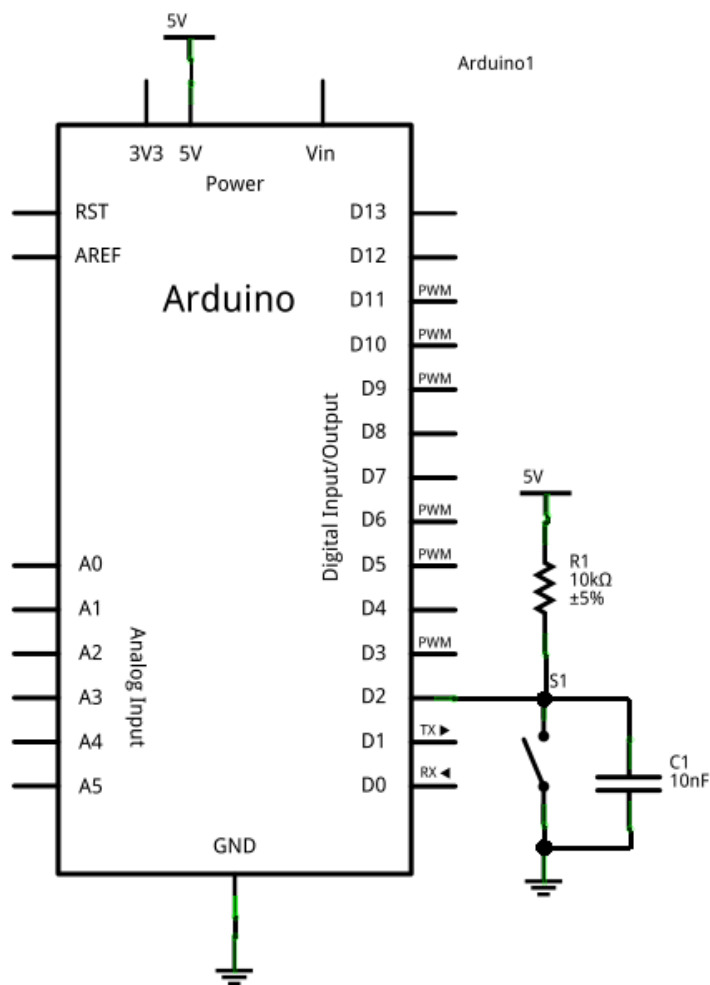 5V
Arduino1
3V3 5V Vin
Power
RST
AREF
Arduino
D13
D12
D11 PWM
D10 PWM
D9 PWM
D8
D7
D6 PWM
D5 PWM
D4
D3 PWM
D2
D1 TX ▶
D0 RX ◀
Digital Input/Output
A0
A1
A2
A3
A4
A5
Analog Input
GND
5V
R1
10kΩ
±5%
S1
C1
10nF